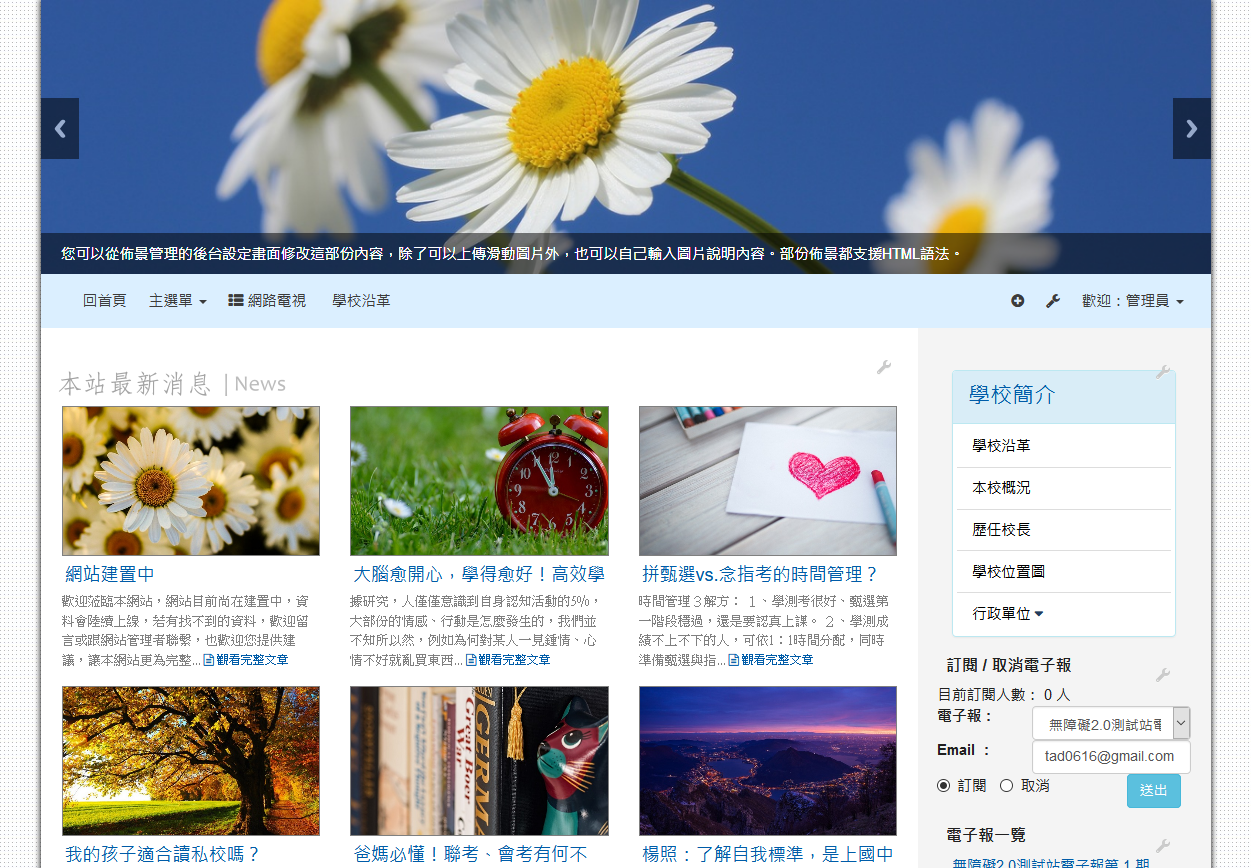 您可以從佈景管理的後台設定畫面修改這部份內容，除了可以上傳滑動圖片外，也可以自己輸入圖片說明內容。部份佈景都支援HTML語法。
回首頁 主選單 網路電視 學校沿革 歡迎：管理員
本站最新消息 | News
網站建置中
歡迎蒞臨本網站，網站目前尚在建置中，資
料會陸續上線，若有找不到的資料，歡迎留
言或跟網站管理者聯繫，也歡迎您提供建
議，讓本網站更為完整...觀看完整文章
大腦愈開心，學得愈好！高效學
據研究，人僅僅意識到自身認知活動的5%，
大部份的情感、行動是怎麼發生的，我們並
不知所以然，例如為何對某人一見鍾情、心
情不好就亂買東西...觀看完整文章
拼甄選vs.念指考的時間管理？
時間管理３解方： １、學測考很好、甄選第
一階段穩過，還是要認真上課。 ２、學測成
績不上不下的人，可依1：1時間分配，同時
準備甄選與指...觀看完整文章
GERMA
Great War
Beer
我的孩子適合讀私校嗎？
爸媽必懂！聯考、會考有何不
楊照：了解自我標準，是上國中
學校簡介
學校沿革
本校概況
歷任校長
學校位置圖
行政單位
訂閱 / 取消電子報
目前訂閱人數： 0 人
電子報： 無障礙2.0測試站電
Email ： tad0616@gmail.com
訂閱 取消 送出
電子報一覽
無障礙2.0測試站電子報第 1 期